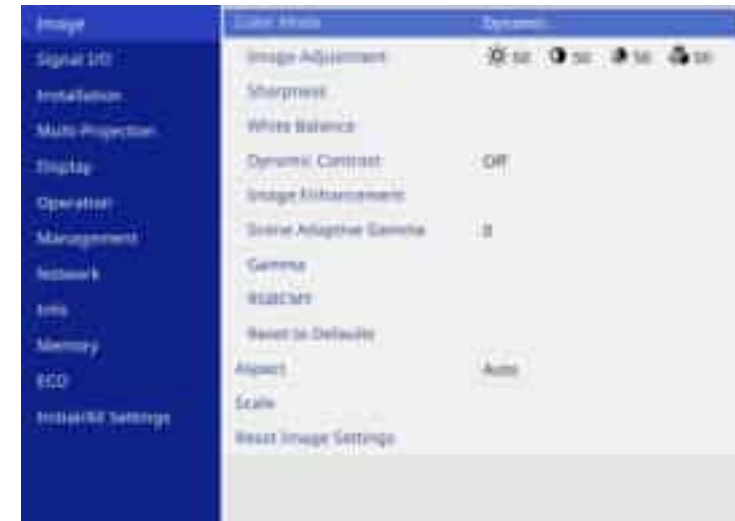 Image
Signal I/O
Installation
Multi-Projection
Display
Operation
Management
Network
Info
Memory
ECO
Initial/All Settings
Color Mode Dynamic
Image Adjustment 50 50 50 50
Sharpness
White Balance
Dynamic Contrast Off
Image Enhancement
Scene Adaptive Gamma 0
Gamma
RGBCMY
Reset to Defaults
Aspect Auto
Scale
Reset Image Settings